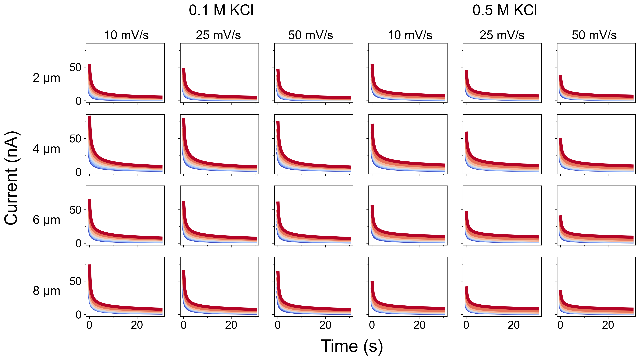 0.1 M KCl 0.5 M KCl
10 mV/s 25 mV/s 50 mV/s 10 mV/s 25 mV/s 50 mV/s
2 μm 50 0
4 μm 50 0
6 μm 50 0
8 μm 50 0
0 20 0 20 0 20 0 20 0 20 0 20
Current (nA)
Time (s)